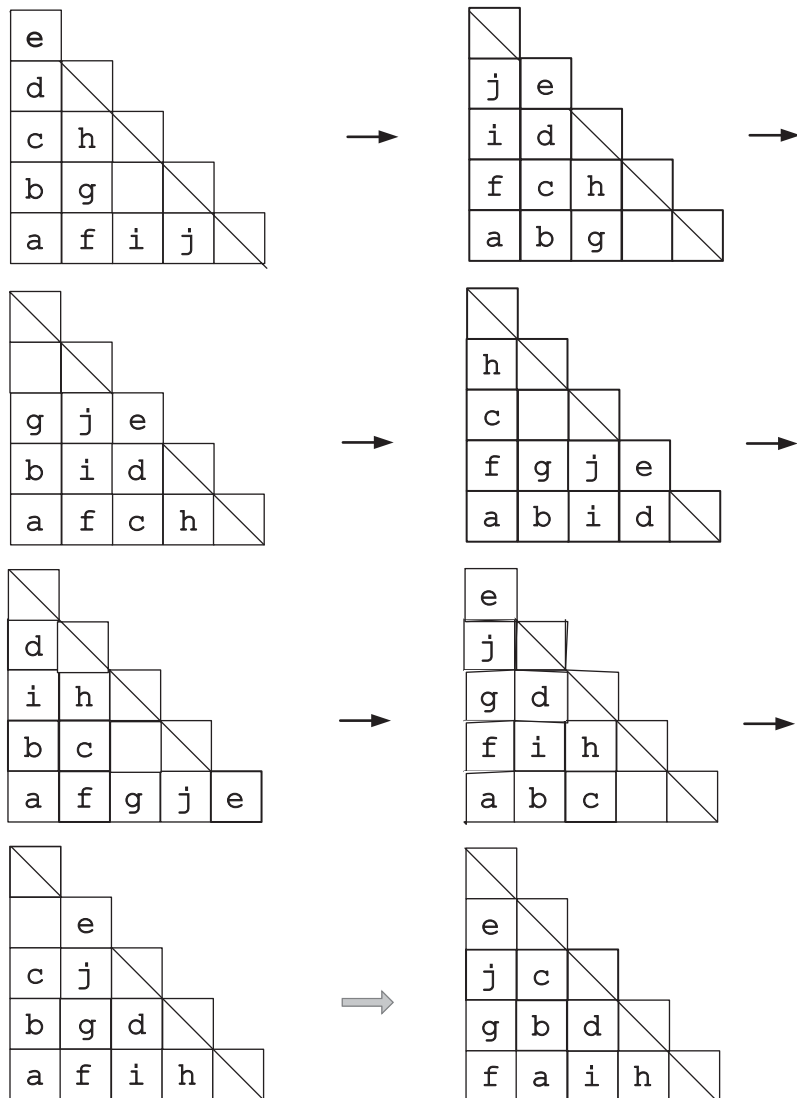 e
d
c h
b g
a f i j
j e
i d
f c h
a b g
g j e
b i d
a f c h
h
c
f g j e
a b i d
d
i h
b c
a f g j e
e
j
g d
f i h
a b c
e
c j
b g d
a f i h
e
j c
g b d
f a i h